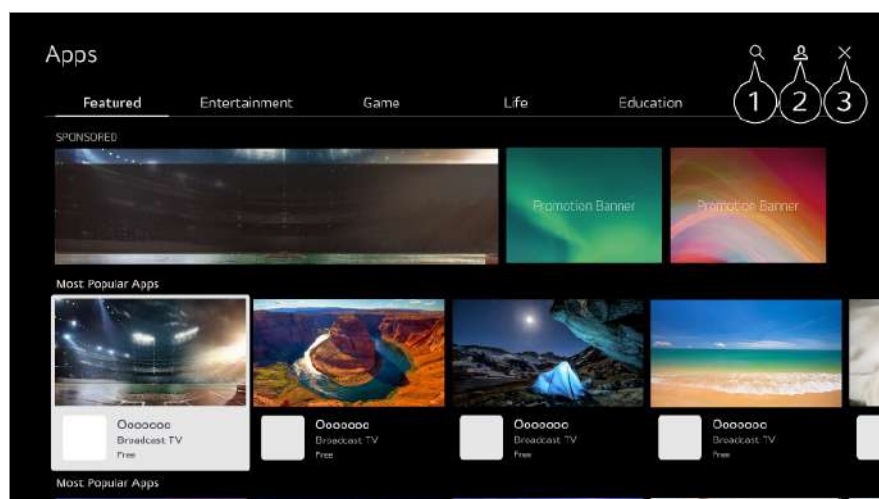 Apps
1 2 3
Featured Entertainment Game Life Education
SPONSORED
Promotion Banner Promotion Banner
Most Popular Apps
Ooooooo Ooooooo Ooooooo Ooooooo
Broadcast TV Broadcast TV Broadcast TV Broadcast TV
Free Free Free Free
Most Popular Apps